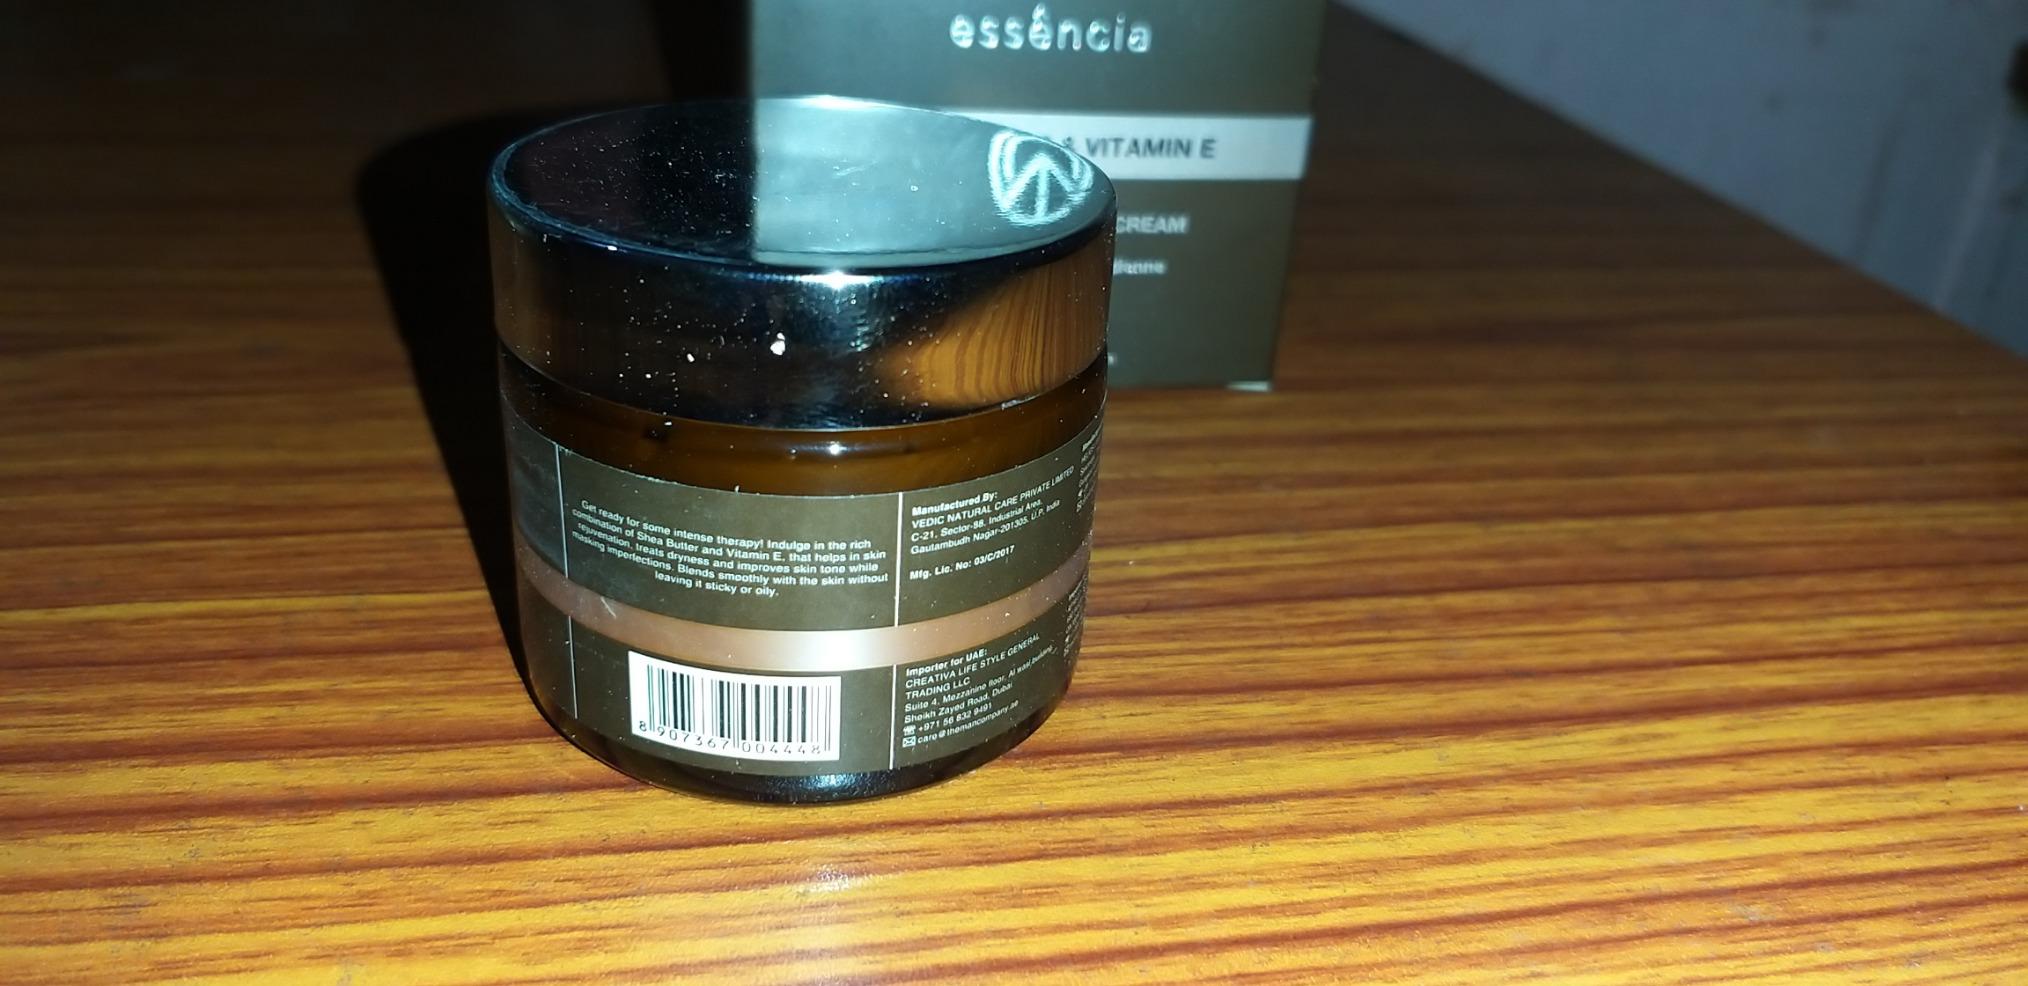 essência
& VITAMIN E
CREAM
Get ready for some intense therapy! Indulge in the rich
combination of Shea Butter and Vitamin E, that helps in skin
rejuvenation, treats dryness and improves skin tone while
masking imperfections. Blends smoothly with the skin without
leaving it sticky or oily.
8 907367 004448
Manufactured By:
VEDIC NATURAL CARE PRIVATE LIMITED
C-21, Sector-88, Industrial Area,
Gautambudh Nagar-201305, U.P. India
Mfg. Lic. No: 03/C/2017
Importer for UAE:
CREATIVA LIFE STYLE GENERAL
TRADING LLC
Suite 4, Mezzanine floor, Al wasl building
Sheikh Zayed Road, Dubai
+971 56 832 9491
care@themancompany.ae